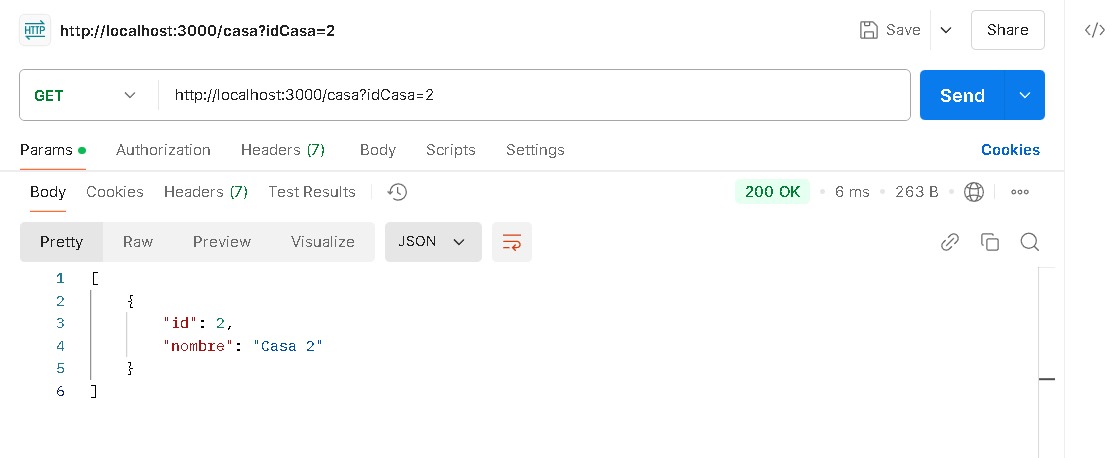 HTTP http://localhost:3000/casa?idCasa=2 Save Share </>
GET http://localhost:3000/casa?idCasa=2 Send
Params Authorization Headers (7) Body Scripts Settings Cookies
Body Cookies Headers (7) Test Results 200 OK 6 ms 263 B
Pretty Raw Preview Visualize JSON
1 [
2 {
3 "id": 2,
4 "nombre": "Casa 2"
5 }
6 ]